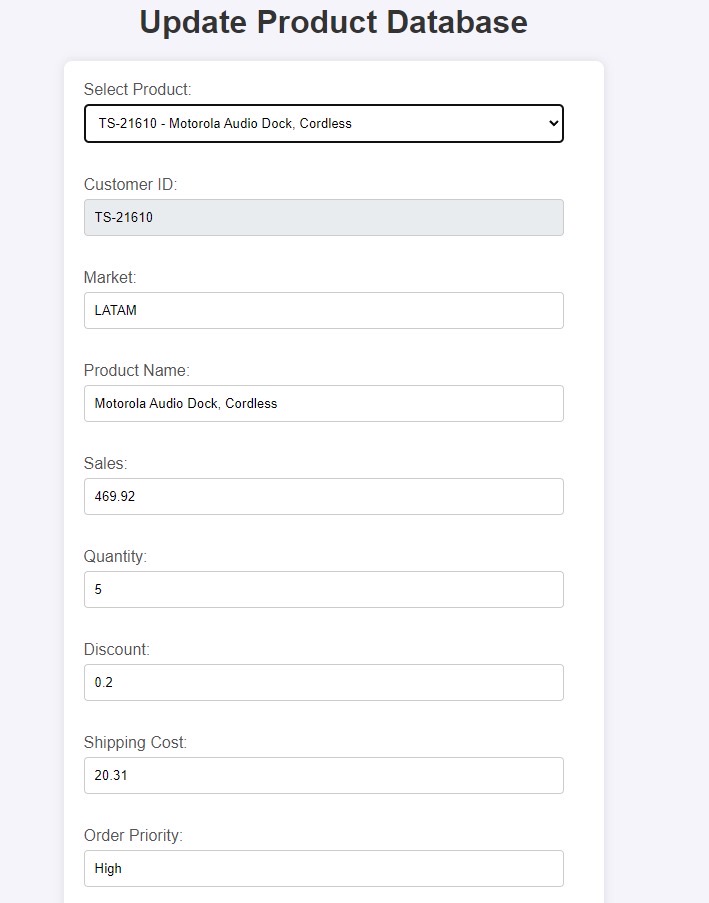 Update Product Database
Select Product:
TS-21610 - Motorola Audio Dock, Cordless
Customer ID:
TS-21610
Market:
LATAM
Product Name:
Motorola Audio Dock, Cordless
Sales:
469.92
Quantity:
5
Discount:
0.2
Shipping Cost:
20.31
Order Priority:
High